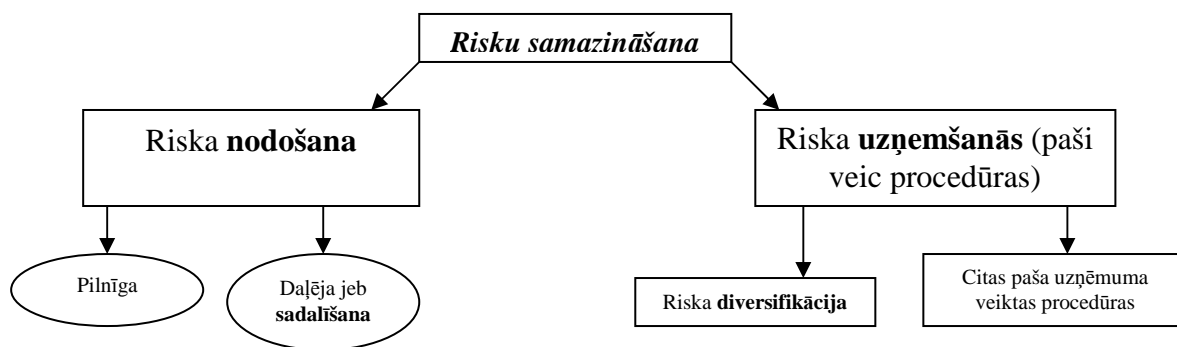 Risku samazināšana
Riska nodošana
Riska uzņemšanās (paši
veic procedūras)
Pilnīga
Daļēja jeb
sadalīšana
Riska diversifikācija
Citas paša uzņēmuma
veiktas procedūras